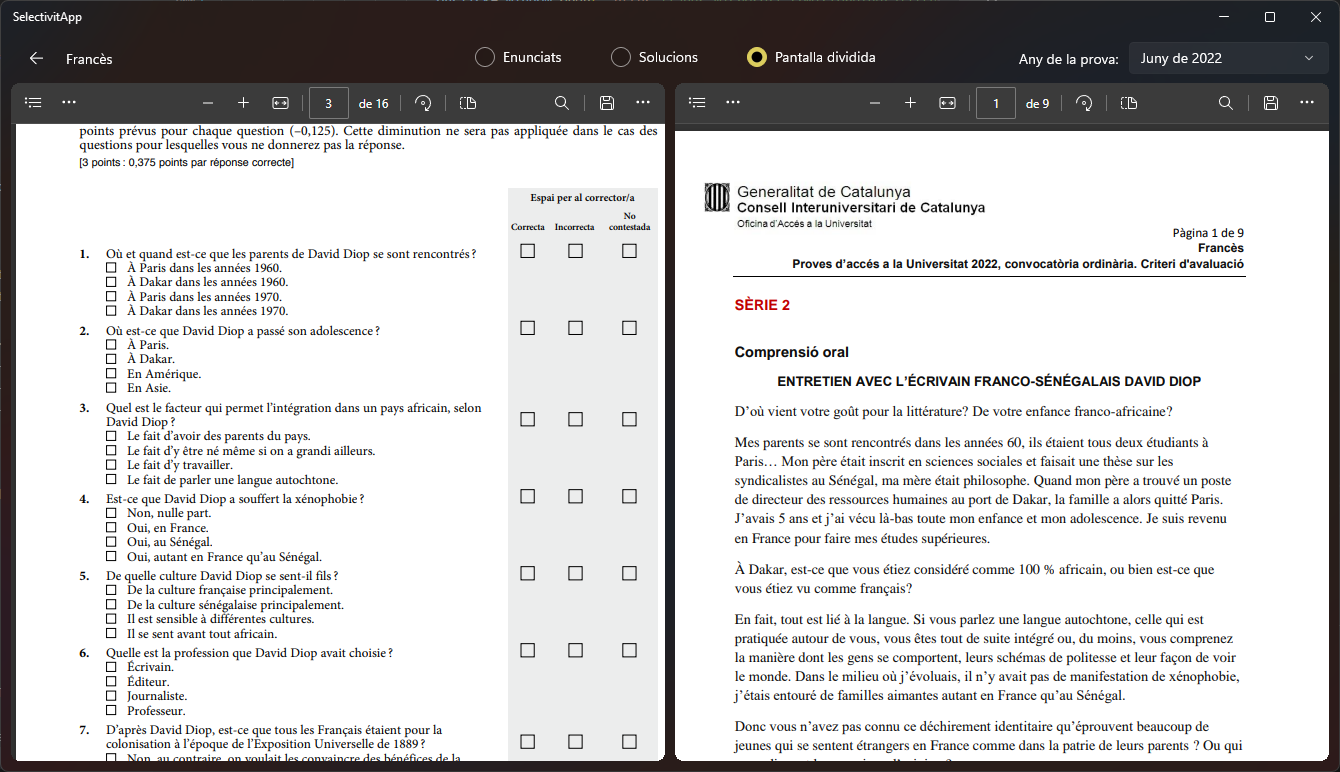 SelectivitApp
Francès
Enunciats
Solucions
Pantalla dividida
Any de la prova:
Juny de 2022
3 de 16
points prévus pour chaque question (–0,125). Cette diminution ne sera pas appliquée dans le cas des
questions pour lesquelles vous ne donnerez pas la réponse.
[3 points : 0,375 points par réponse correcte]
Espai per al corrector/a
Correcta Incorrecta No contestada
1. Où et quand est-ce que les parents de David Diop se sont rencontrés ?
À Paris dans les années 1960.
À Dakar dans les années 1960.
À Paris dans les années 1970.
À Dakar dans les années 1970.
2. Où est-ce que David Diop a passé son adolescence ?
À Paris.
À Dakar.
En Amérique.
En Asie.
3. Quel est le facteur qui permet l’intégration dans un pays africain, selon
David Diop ?
Le fait d’avoir des parents du pays.
Le fait d’y être né même si on a grandi ailleurs.
Le fait d’y travailler.
Le fait de parler une langue autochtone.
4. Est-ce que David Diop a souffert la xénophobie ?
Non, nulle part.
Oui, en France.
Oui, au Sénégal.
Oui, autant en France qu’au Sénégal.
5. De quelle culture David Diop se sent-il fils ?
De la culture française principalement.
De la culture sénégalaise principalement.
Il est sensible à différentes cultures.
Il se sent avant tout africain.
6. Quelle est la profession que David Diop avait choisie ?
Écrivain.
Éditeur.
Journaliste.
Professeur.
7. D’après David Diop, est-ce que tous les Français étaient pour la
colonisation à l’époque de l’Exposition Universelle de 1889 ?
Non, au contraire, on voulait les convaincre des bénéfices de la
1 de 9
Generalitat de Catalunya
Consell Interuniversitari de Catalunya
Oficina d’Accés a la Universitat
Pàgina 1 de 9
Francès
Proves d’accés a la Universitat 2022, convocatòria ordinària. Criteri d'avaluació
SÈRIE 2
Comprensió oral
ENTRETIEN AVEC L’ÉCRIVAIN FRANCO-SÉNÉGALAIS DAVID DIOP
D’où vient votre goût pour la littérature? De votre enfance franco-africaine?
Mes parents se sont rencontrés dans les années 60, ils étaient tous deux étudiants à
Paris… Mon père était inscrit en sciences sociales et faisait une thèse sur les
syndicalistes au Sénégal, ma mère était philosophe. Quand mon père a trouvé un poste
de directeur des ressources humaines au port de Dakar, la famille a alors quitté Paris.
J’avais 5 ans et j’ai vécu là-bas toute mon enfance et mon adolescence. Je suis revenu
en France pour faire mes études supérieures.
À Dakar, est-ce que vous étiez considéré comme 100 % africain, ou bien est-ce que
vous étiez vu comme français?
En fait, tout est lié à la langue. Si vous parlez une langue autochtone, celle qui est
pratiquée autour de vous, vous êtes tout de suite intégré ou, du moins, vous comprenez
la manière dont les gens se comportent, leurs schémas de politesse et leur façon de voir
le monde. Dans le milieu où j’évoluais, il n’y avait pas de manifestation de xénophobie,
j’étais entouré de familles aimantes autant en France qu’au Sénégal.
Donc vous n’avez pas connu ce déchirement identitaire qu’éprouvent beaucoup de
jeunes qui se sentent étrangers en France comme dans la patrie de leurs parents ? Ou qui